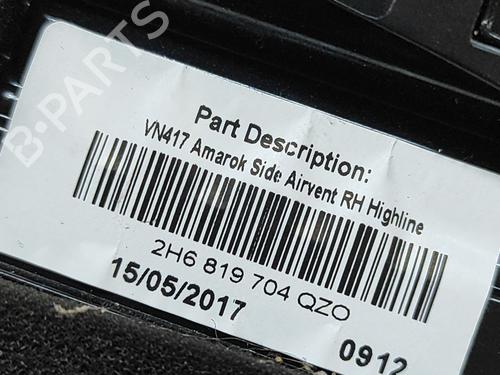 B-PARTS
Part Description:
VN417 Amarok Side Airvent RH Highline
2H6 819 704 QZO
15/05/2017
0912